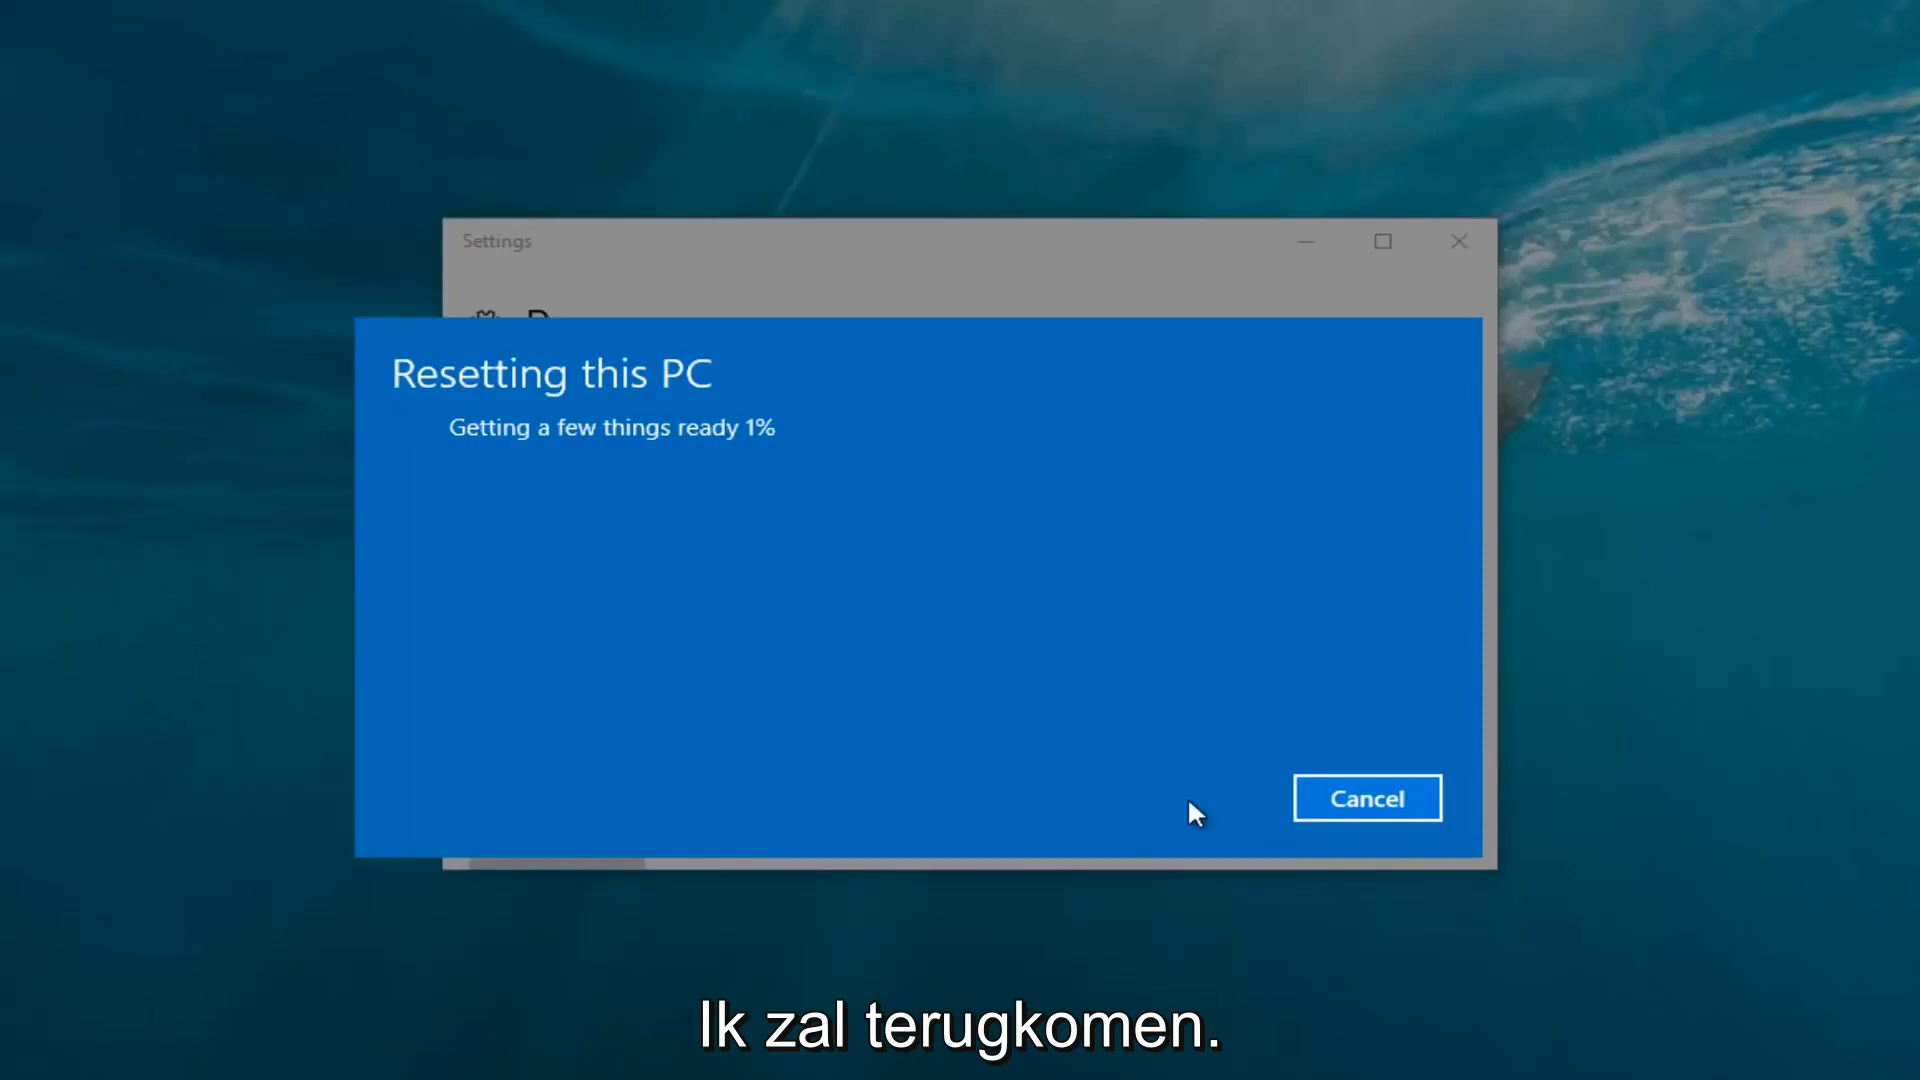 Settings
Resetting this PC
Getting a few things ready 1%
Cancel
Ik zal terugkomen.